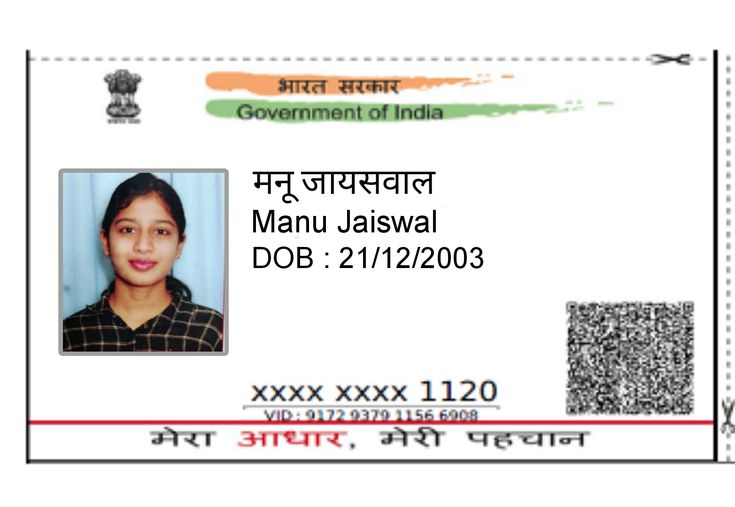 भारत सरकार
Government of India
मनू जायसवाल
Manu Jaiswal
DOB : 21/12/2003
xxxx xxxx 1120
VID : 9172 9379 1156 6908
मेरा आधार, मेरी पहचान